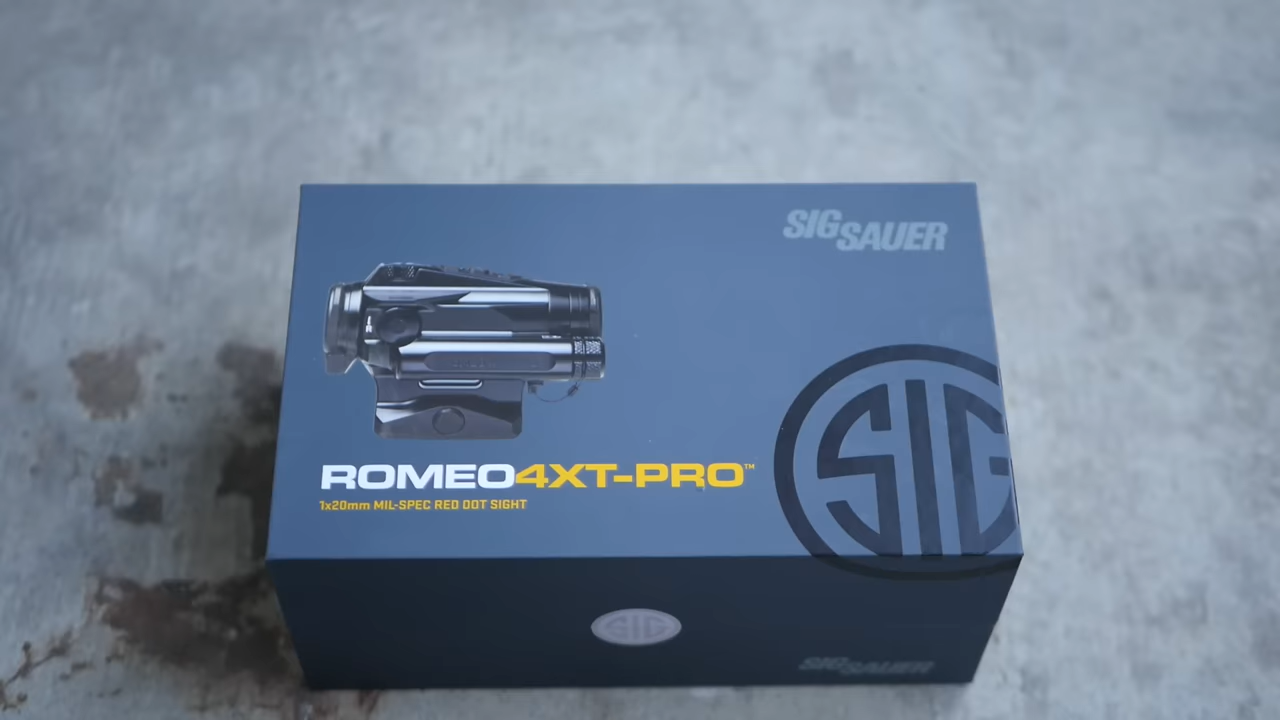 SIG SAUER
ROMEO4XT-PRO™
1x20mm MIL-SPEC RED DOT SIGHT
SIG
SIG
SIG SAUER